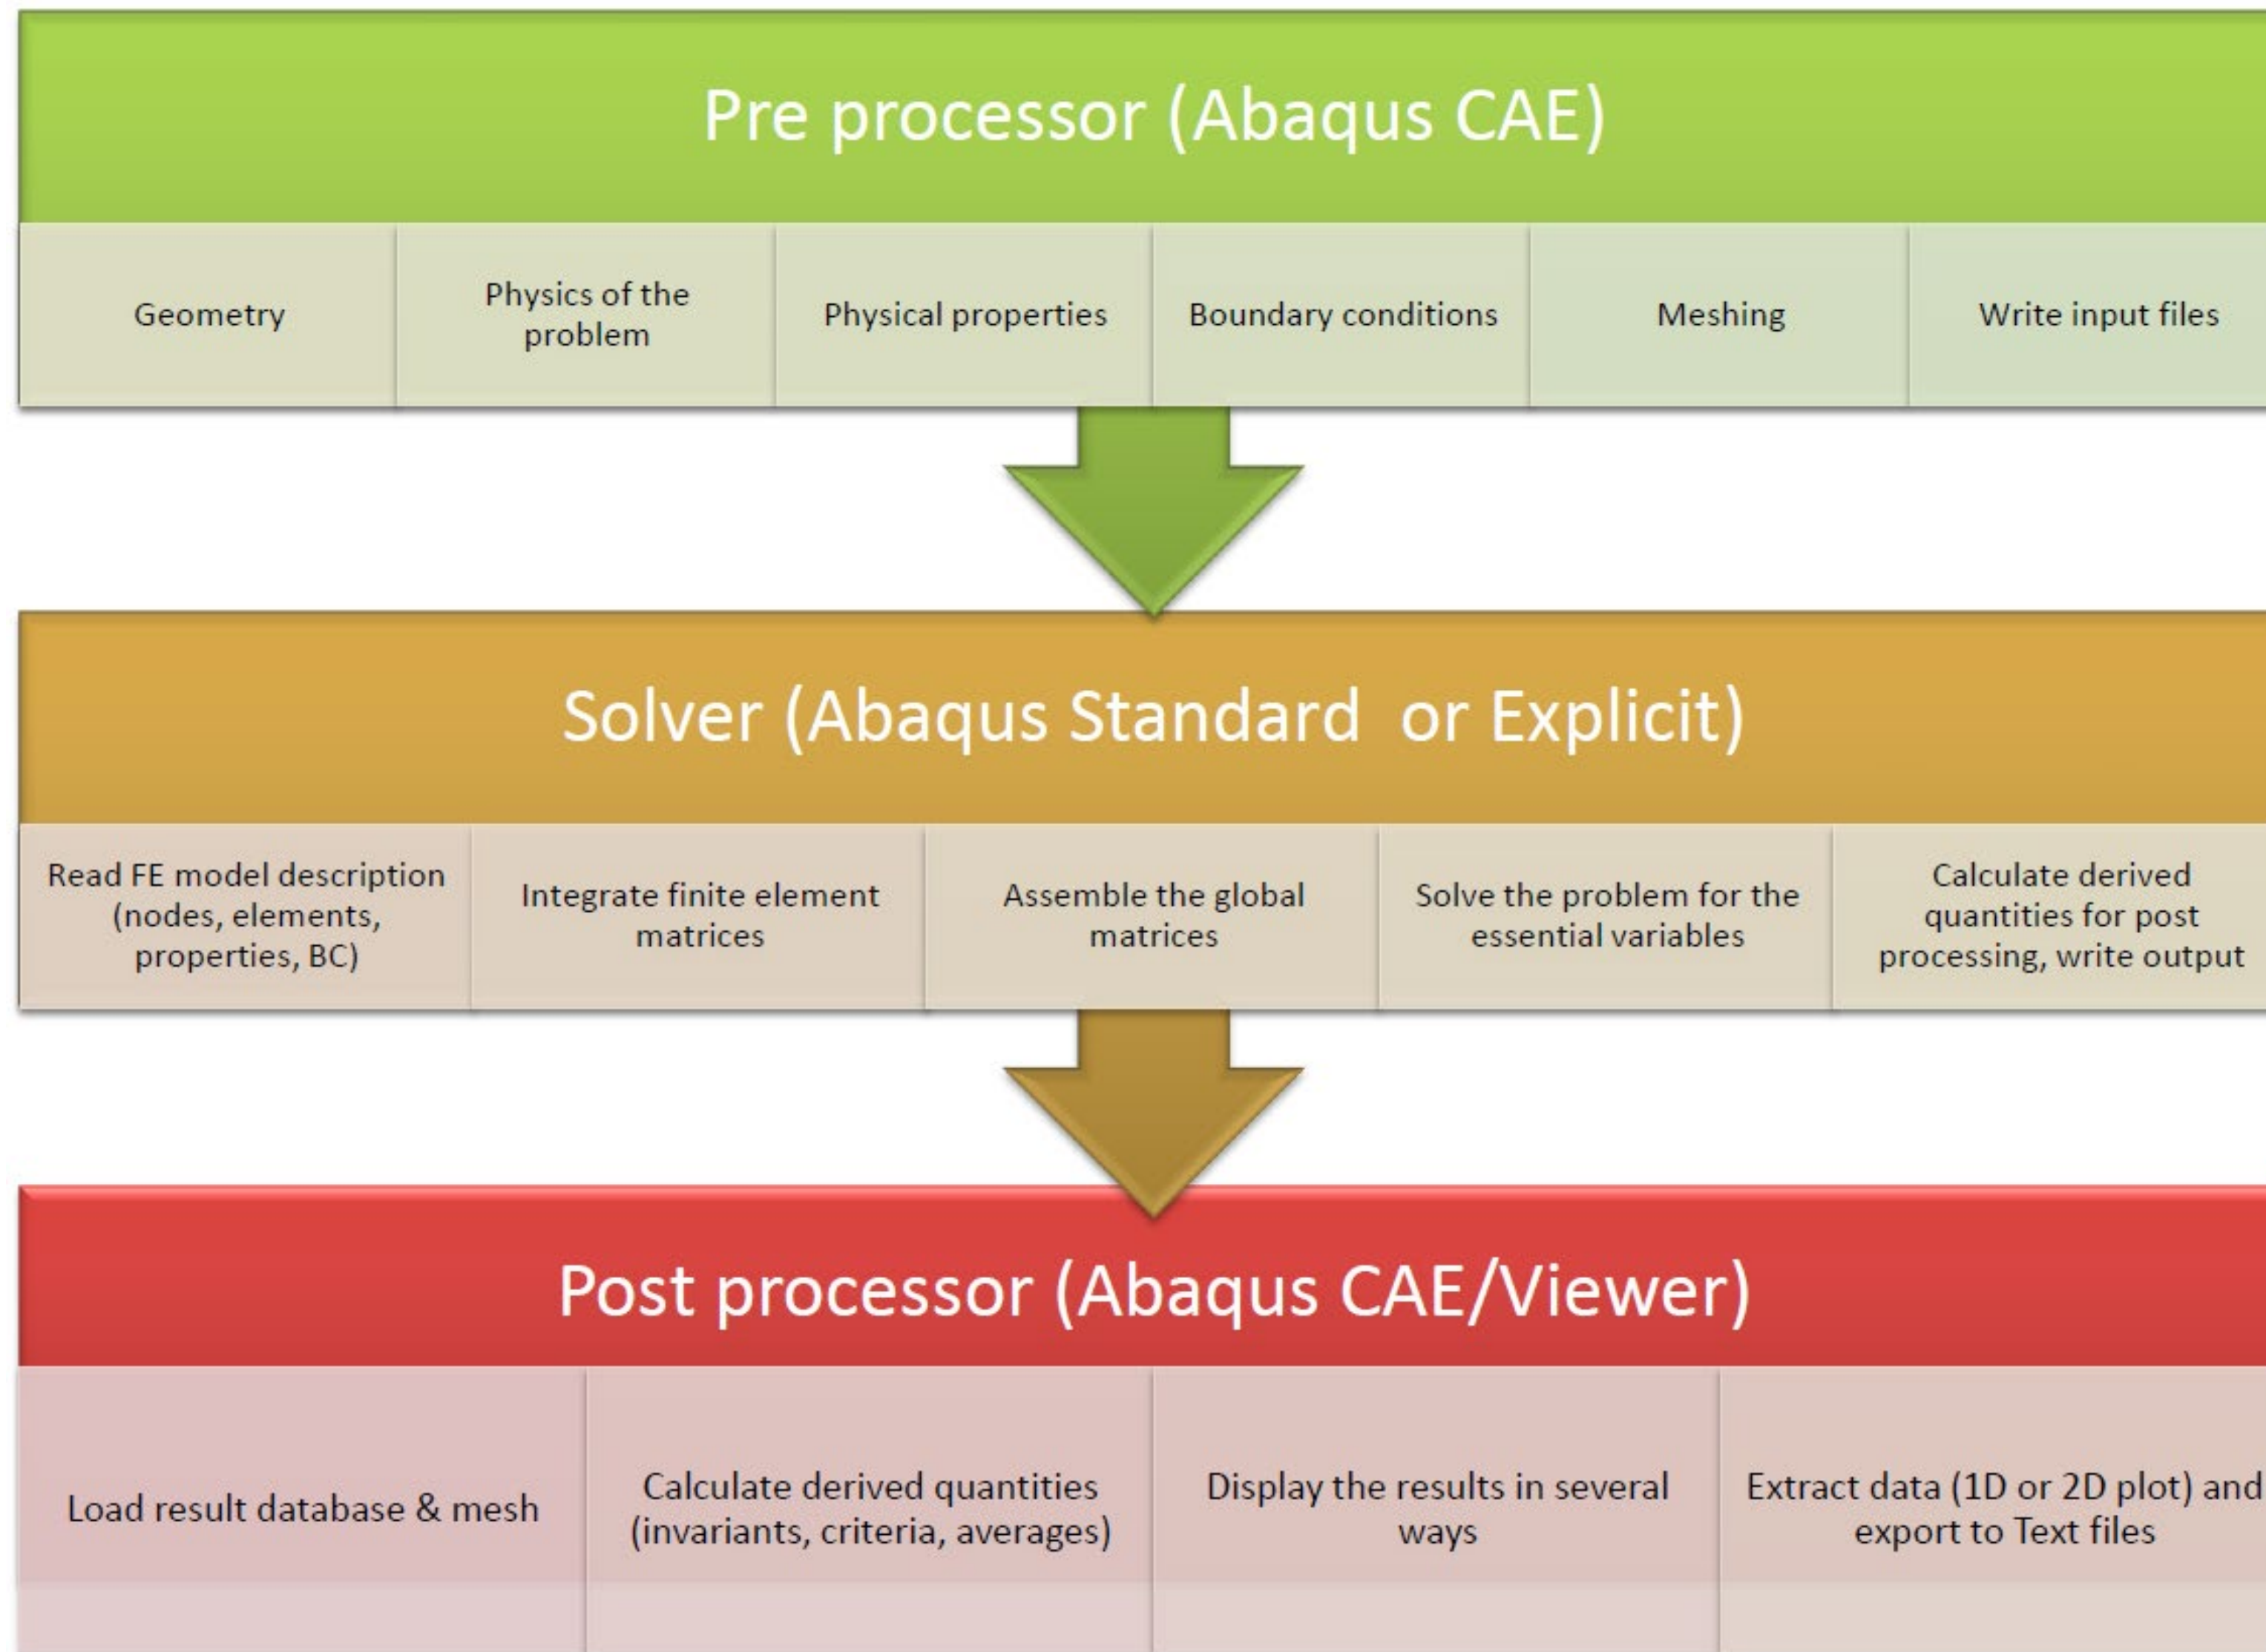 Pre processor (Abaqus CAE)
Geometry
Physics of the
problem
Physical properties
Boundary conditions
Meshing
Write input files
Solver (Abaqus Standard  or Explicit)
Read FE model description
(nodes, elements,
properties, BC)
Integrate finite element
matrices
Assemble the global
matrices
Solve the problem for the
essential variables
Calculate derived
quantities for post
processing, write output
Post processor (Abaqus CAE/Viewer)
Load result database & mesh
Calculate derived quantities
(invariants, criteria, averages)
Display the results in several
ways
Extract data (1D or 2D plot) and
export to Text files